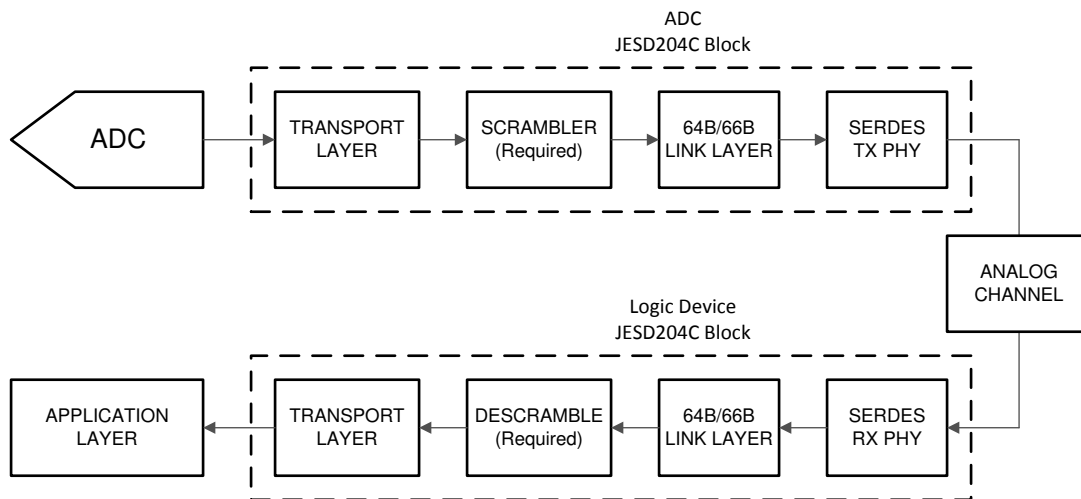 ADC
JESD204C Block
ADC
TRANSPORT
LAYER
SCRAMBLER
(Required)
64B/66B
LINK LAYER
SERDES
TX PHY
ANALOG
CHANNEL
Logic Device
JESD204C Block
APPLICATION
LAYER
TRANSPORT
LAYER
DESCRAMBLE
(Required)
64B/66B
LINK LAYER
SERDES
RX PHY